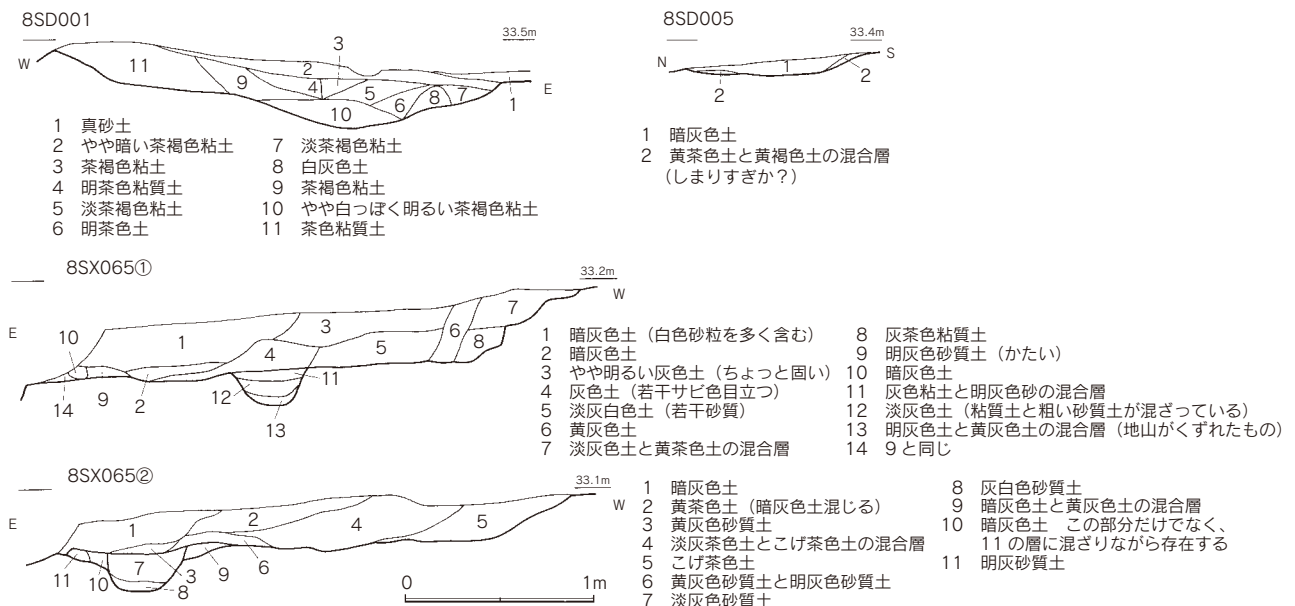 8SD001
33.5m
W
E
3
2
11
9
4
5
6
8
7
10
1
1 真砂土
2 やや暗い茶褐色粘土
3 茶褐色粘土
4 明茶色粘質土
5 淡茶褐色粘土
6 明茶色土
7 淡茶褐色粘土
8 白灰色土
9 茶褐色粘土
10 やや白っぽく明るい茶褐色粘土
11 茶色粘質土
8SD005
33.4m
N
S
1
2
2
1 暗灰色土
2 黄茶色土と黄褐色土の混合層
(しまりすぎか?)
8SX065①
33.2m
E
W
10
1
3
4
5
6
7
8
14
9
2
12
11
13
1 暗灰色土（白色砂粒を多く含む）
2 暗灰色土
3 やや明るい灰色土（ちょっと固い）
4 灰色土（若干サビ色目立つ）
5 淡灰白色土（若干砂質）
6 黄灰色土
7 淡灰色土と黄茶色土の混合層
8 灰茶色粘質土
9 明灰色砂質土（かたい）
10 暗灰色土
11 灰色粘土と明灰色砂の混合層
12 淡灰色土（粘質土と粗い砂質土が混ざっている）
13 明灰色土と黄灰色土の混合層（地山がくずれたもの）
14 9と同じ
8SX065②
33.1m
E
W
1
2
4
5
11
10
7
3
8
9
6
0
1m
1 暗灰色土
2 黄茶色土（暗灰色土混じる）
3 黄灰色砂質土
4 淡灰茶色土とこげ茶色土の混合層
5 こげ茶色土
6 黄灰色砂質土と明灰色砂質土
7 淡灰色砂質土
8 灰白色砂質土
9 暗灰色土と黄灰色土の混合層
10 暗灰色土 この部分だけでなく、
11の層に混ざりながら存在する
11 明灰砂質土